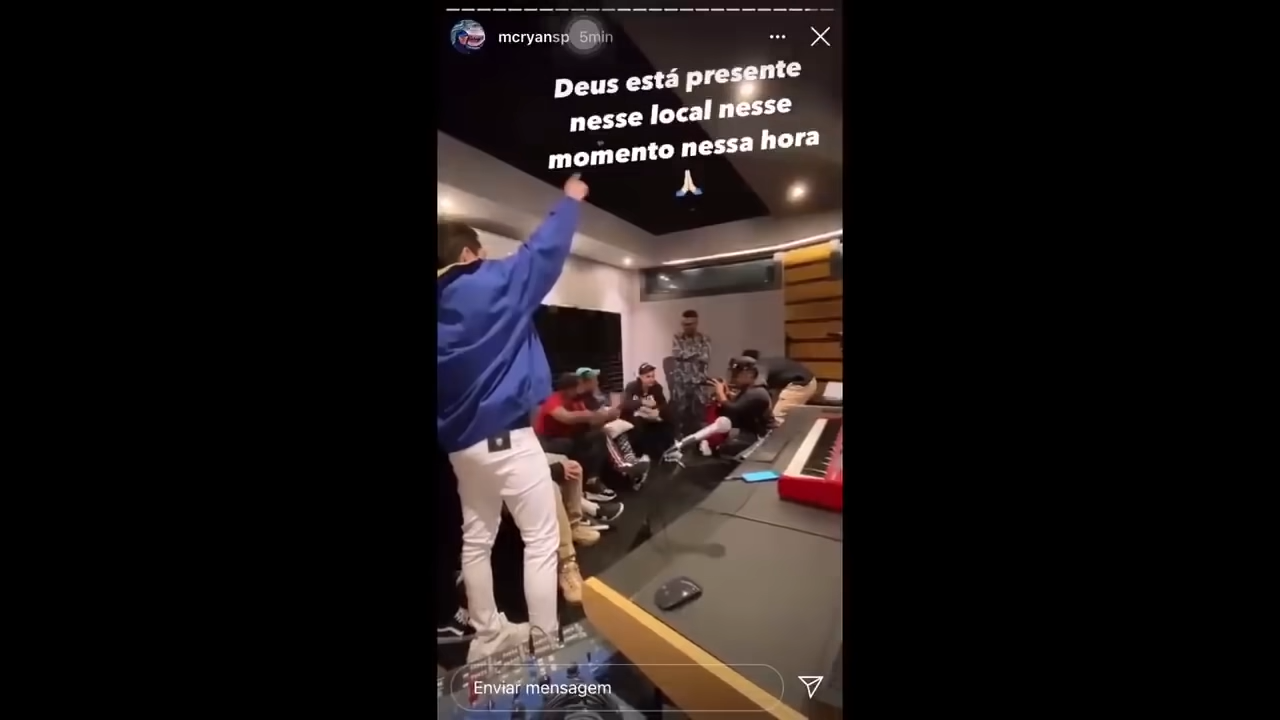 mcryansp 5min
Deus está presente
nesse local nesse
momento nessa hora
🙏🏻
Enviar mensagem